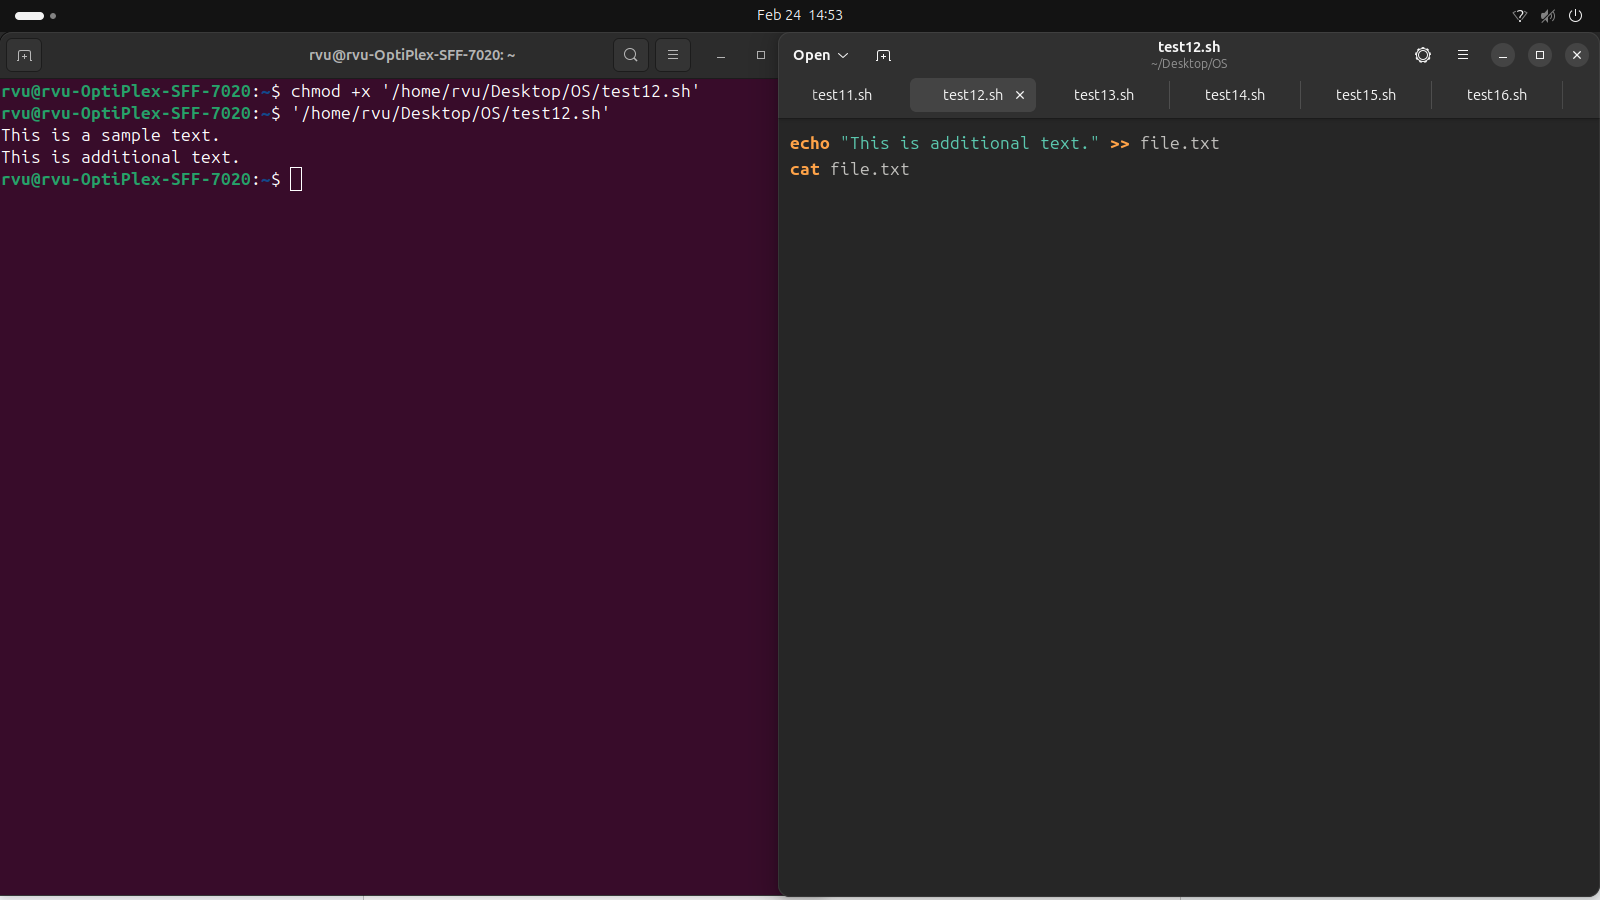 Feb 24 14:53
rvu@rvu-OptiPlex-SFF-7020: ~
rvu@rvu-OptiPlex-SFF-7020:~$ chmod +x '/home/rvu/Desktop/OS/test12.sh'
rvu@rvu-OptiPlex-SFF-7020:~$ '/home/rvu/Desktop/OS/test12.sh'
This is a sample text.
This is additional text.
rvu@rvu-OptiPlex-SFF-7020:~$
Open
test12.sh
~/Desktop/OS
test11.sh test12.sh test13.sh test14.sh test15.sh test16.sh
echo "This is additional text." >> file.txt
cat file.txt